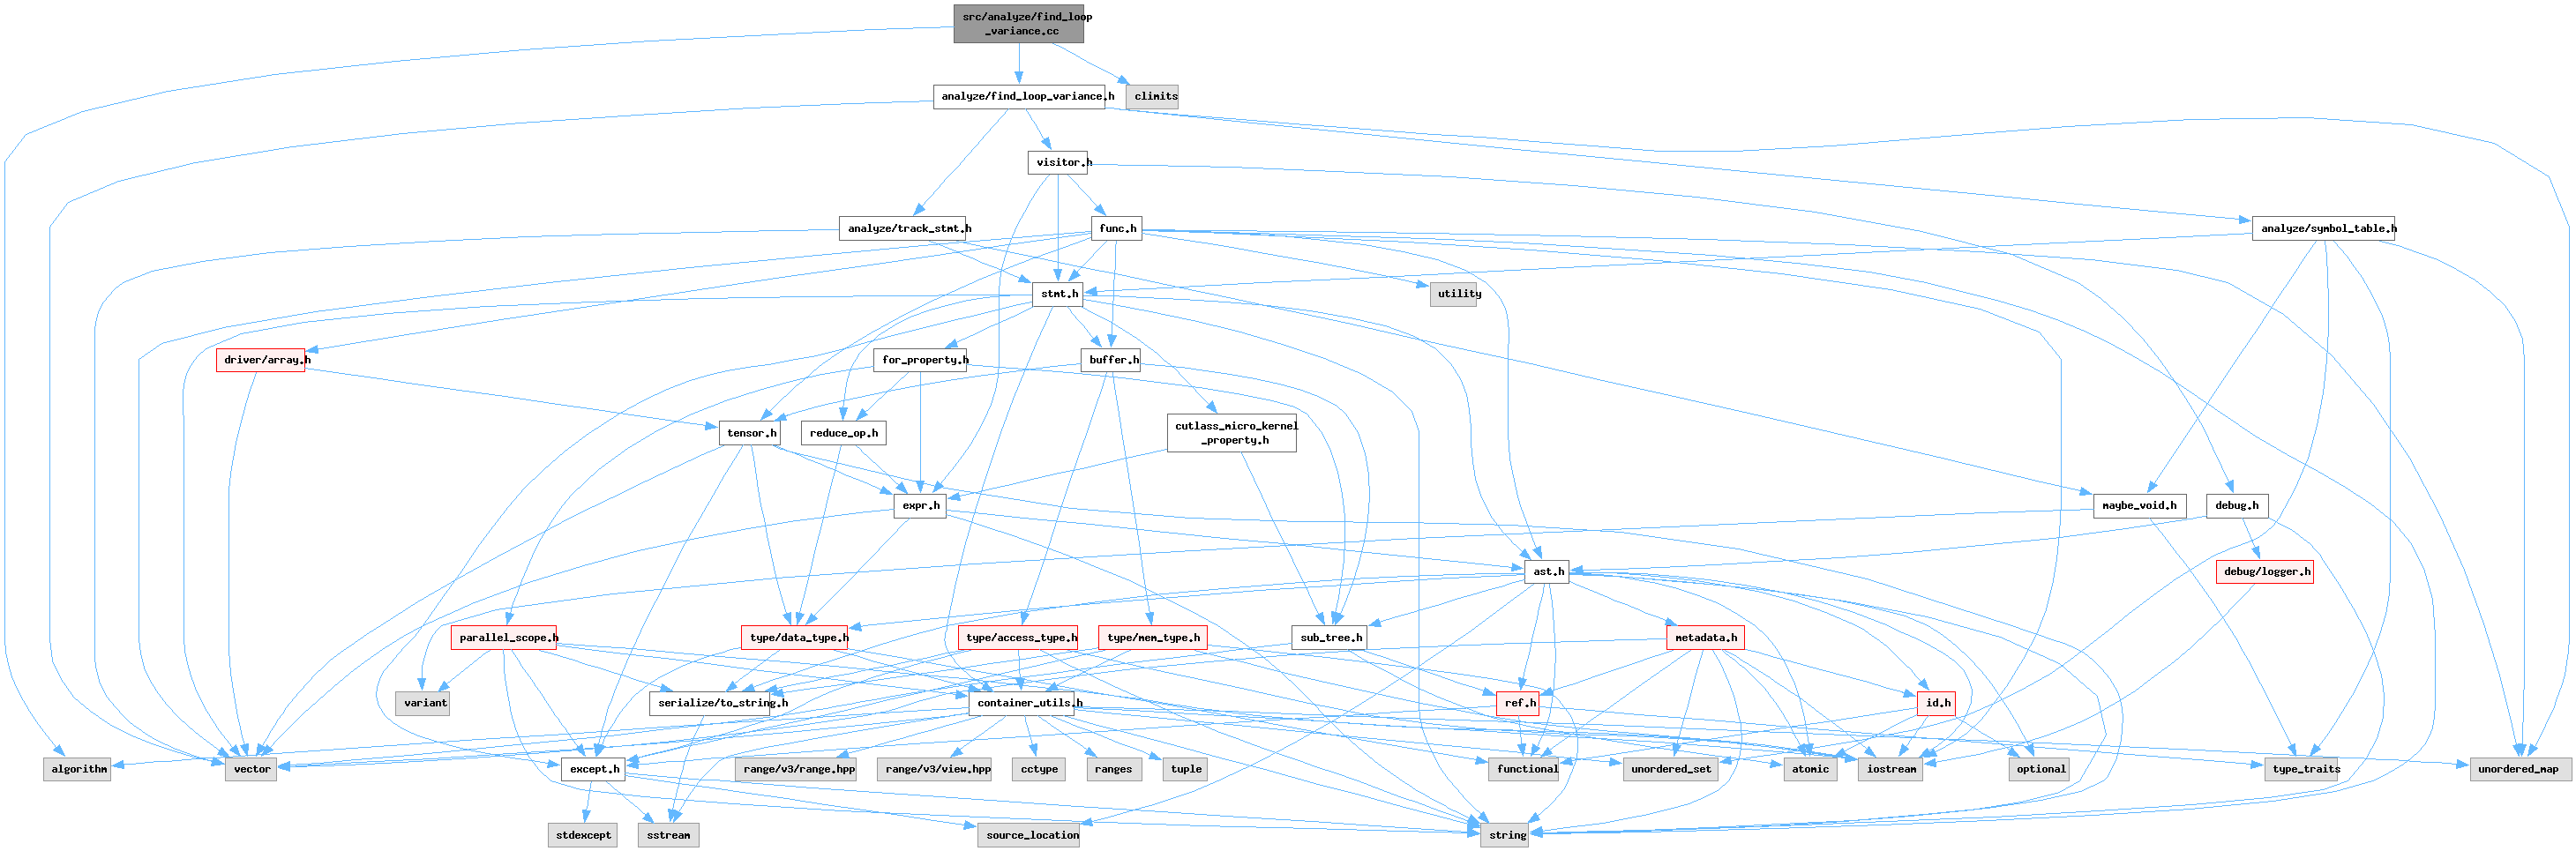 src/analyze/find_loop
_variance.cc
analyze/find_loop_variance.h
climits
visitor.h
analyze/track_stmt.h
func.h
analyze/symbol_table.h
stmt.h
utility
driver/array.h
for_property.h
buffer.h
tensor.h
reduce_op.h
cutlass_micro_kernel
_property.h
expr.h
maybe_void.h
debug.h
ast.h
debug/logger.h
parallel_scope.h
type/data_type.h
type/access_type.h
type/mem_type.h
sub_tree.h
metadata.h
variant
serialize/to_string.h
container_utils.h
ref.h
id.h
algorithm
vector
except.h
range/v3/range.hpp
range/v3/view.hpp
cctype
ranges
tuple
functional
unordered_set
atomic
iostream
optional
type_traits
unordered_map
stdexcept
sstream
source_location
string